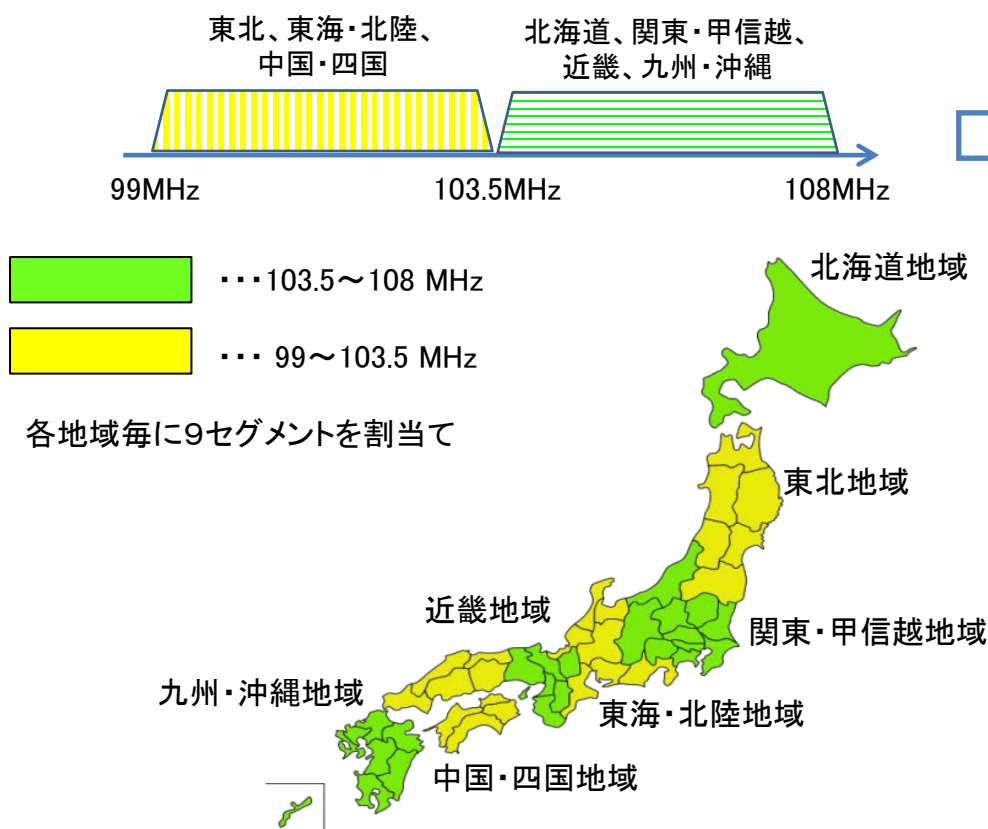 東北、東海・北陸、
中国・四国
北海道、関東・甲信越、
近畿、九州・沖縄
99MHz
103.5MHz
108MHz
・・・103.5～108 MHz
・・・ 99～103.5 MHz
各地域毎に９セグメントを割当て
北海道地域
東北地域
近畿地域
関東・甲信越地域
九州・沖縄地域
東海・北陸地域
中国・四国地域